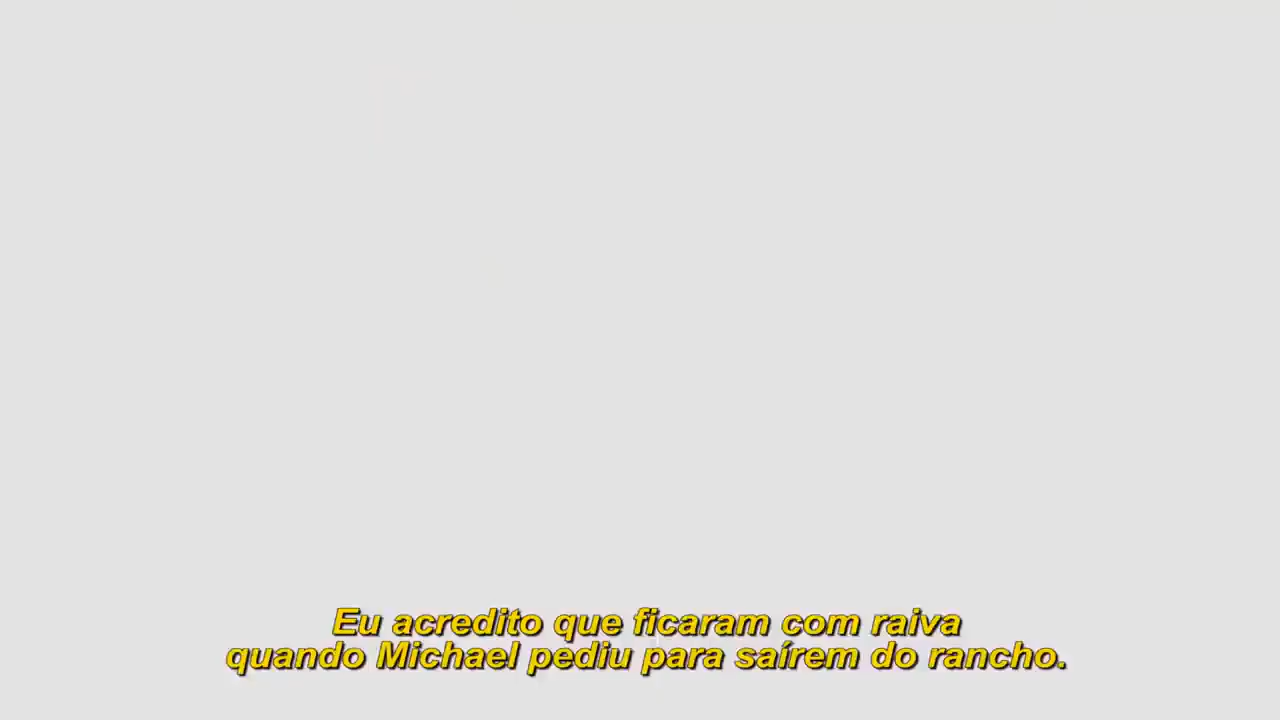 Eu acredito que ficaram com raiva
quando Michael pediu para saírem do rancho.